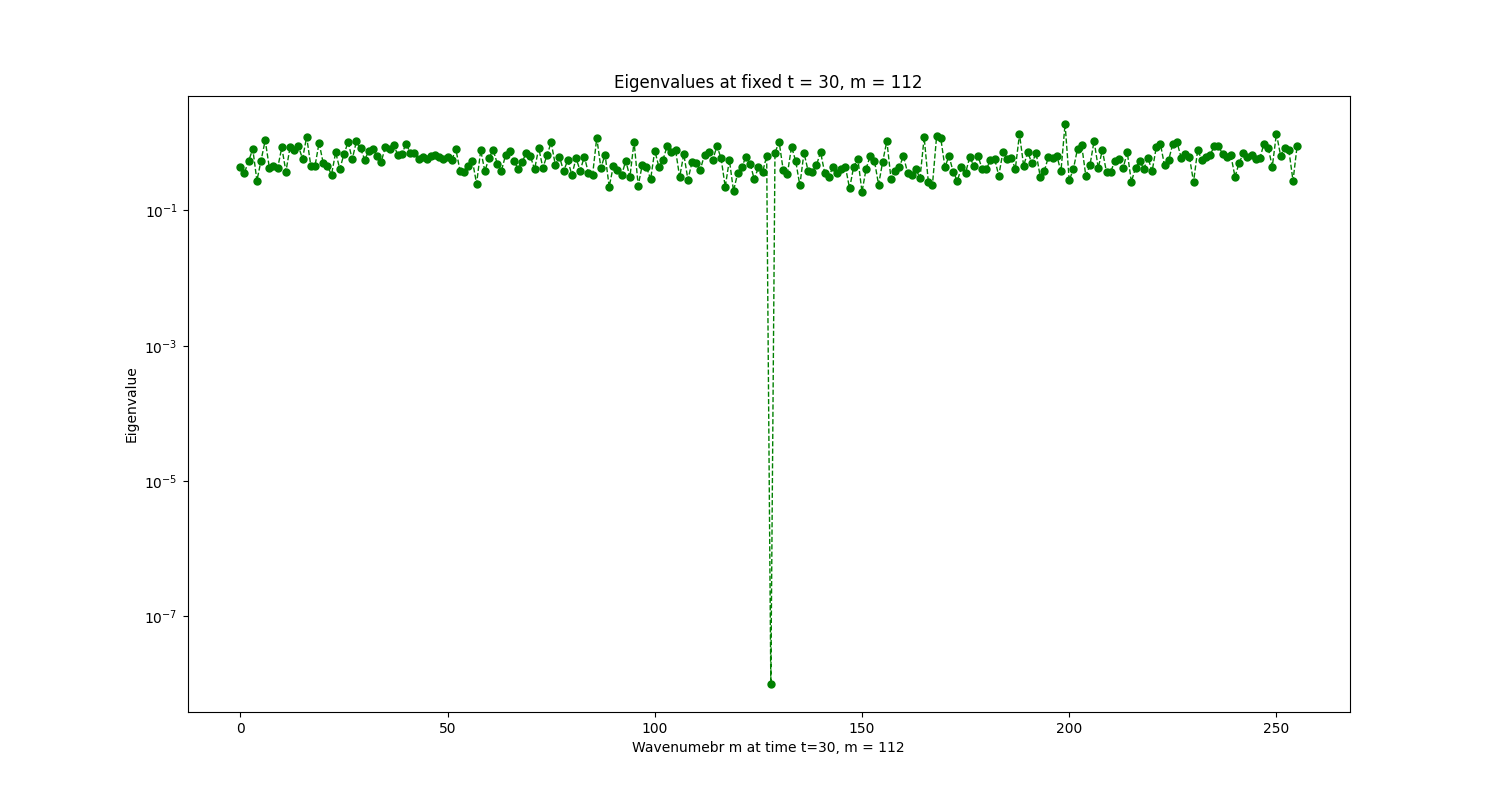 Eigenvalues at fixed t = 30, m = 112
10⁻¹
10⁻³
10⁻⁵
10⁻⁷
Eigenvalue
0 50 100 150 200 250
Wavenumebr m at time t=30, m = 112